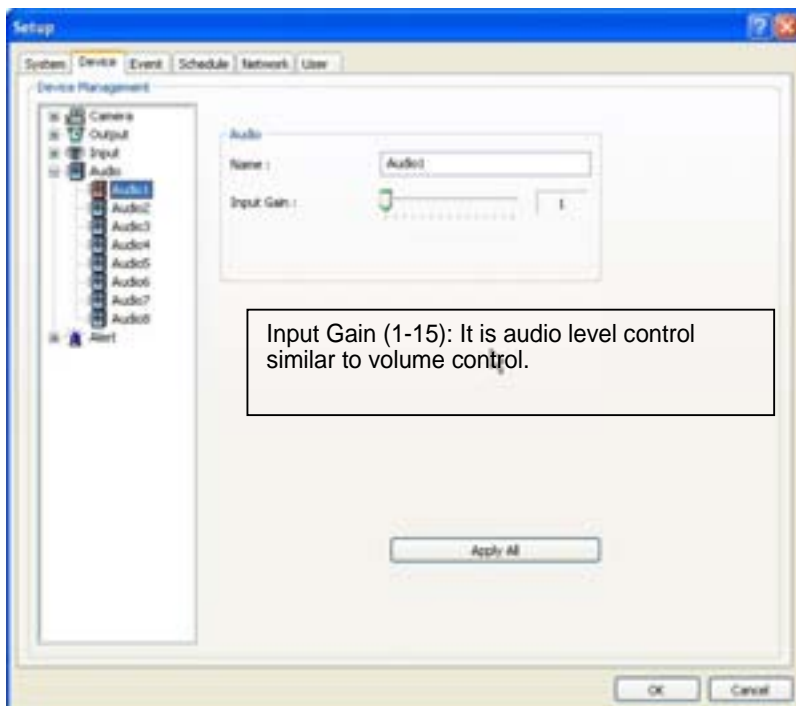 Setup
System Device Event Schedule Network User
Device Management
Camera
Output
Input
Audio
Audio1
Audio2
Audio3
Audio4
Audio5
Audio6
Audio7
Audio8
Alert
Audio
Name : Audio1
Input Gain : 1
Input Gain (1-15): It is audio level control
similar to volume control.
Apply All
OK Cancel